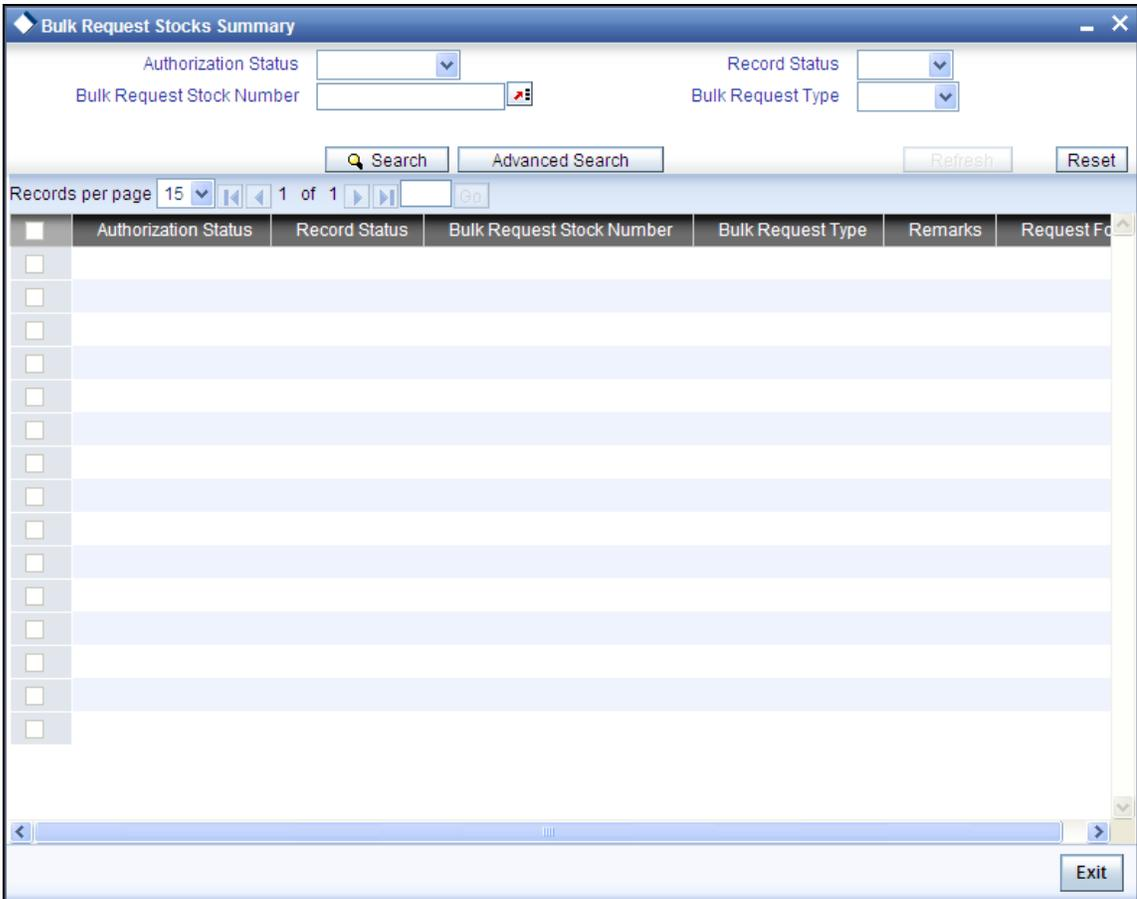 Bulk Request Stocks Summary
Authorization Status Record Status
Bulk Request Stock Number Bulk Request Type
Search Advanced Search Refresh Reset
Records per page 15 1 of 1 Go
Authorization Status Record Status Bulk Request Stock Number Bulk Request Type Remarks Request Fo
Exit